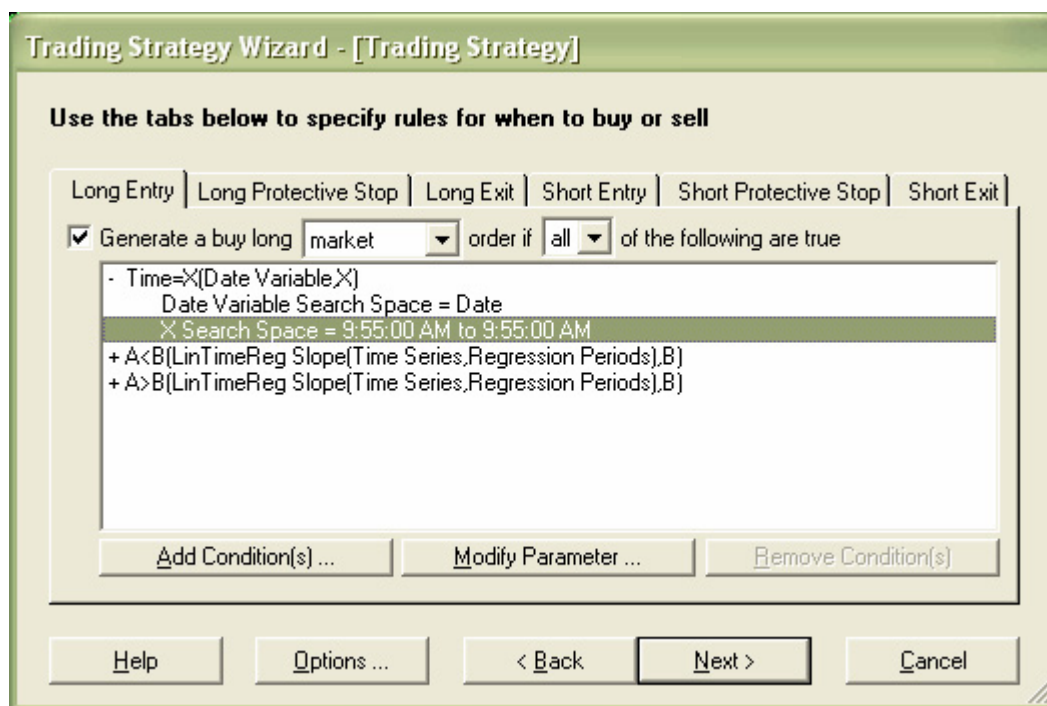 Trading Strategy Wizard - [Trading Strategy]
Use the tabs below to specify rules for when to buy or sell
Long Entry Long Protective Stop Long Exit Short Entry Short Protective Stop Short Exit
Generate a buy long market order if all of the following are true
- Time=X(Date Variable,X)
Date Variable Search Space = Date
X Search Space = 9:55:00 AM to 9:55:00 AM
+ A<B(LinTimeReg Slope(Time Series,Regression Periods),B)
+ A>B(LinTimeReg Slope(Time Series,Regression Periods),B)
Add Condition(s) ... Modify Parameter ... Remove Condition(s)
Help Options ... < Back Next > Cancel